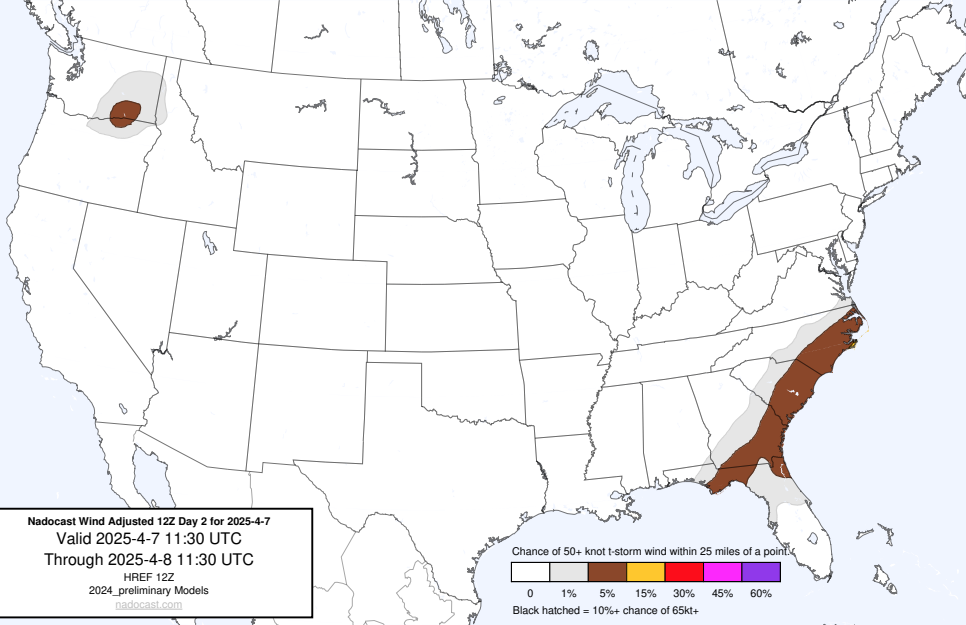 Nadocast Wind Adjusted 12Z Day 2 for 2025-4-7
Valid 2025-4-7 11:30 UTC
Through 2025-4-8 11:30 UTC
HREF 12Z
2024_preliminary Models
nadocast.com
Chance of 50+ knot t-storm wind within 25 miles of a point.
0 1% 5% 15% 30% 45% 60%
Black hatched = 10%+ chance of 65kt+